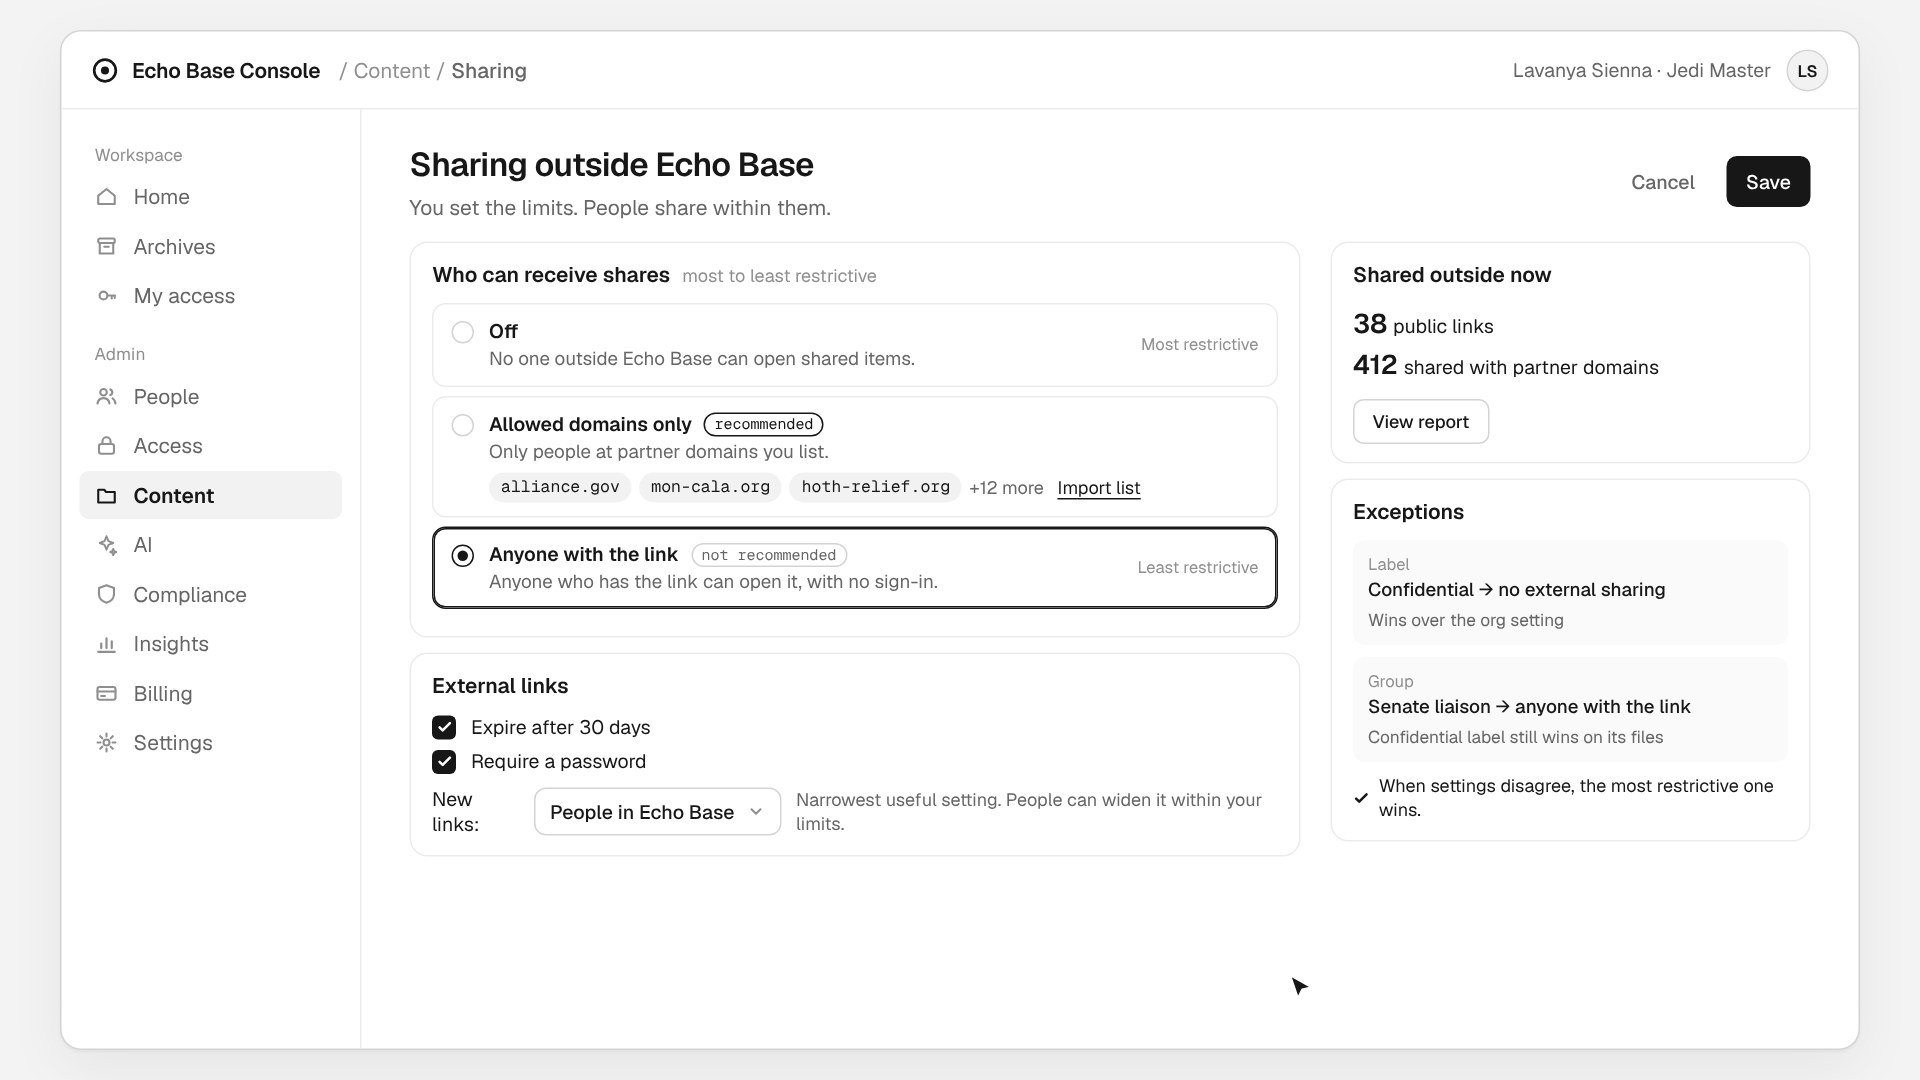 Echo Base Console / Content / Sharing
Lavanya Sienna · Jedi Master LS
Workspace
Home
Archives
My access
Admin
People
Access
Content
AI
Compliance
Insights
Billing
Settings
Sharing outside Echo Base
You set the limits. People share within them.
Cancel
Save
Who can receive shares most to least restrictive
Off
No one outside Echo Base can open shared items.
Most restrictive
Allowed domains only recommended
Only people at partner domains you list.
alliance.gov mon-cala.org hoth-relief.org +12 more Import list
Anyone with the link not recommended
Anyone who has the link can open it, with no sign-in.
Least restrictive
External links
Expire after 30 days
Require a password
New
links:
People in Echo Base
Narrowest useful setting. People can widen it within your
limits.
Shared outside now
38 public links
412 shared with partner domains
View report
Exceptions
Label
Confidential → no external sharing
Wins over the org setting
Group
Senate liaison → anyone with the link
Confidential label still wins on its files
When settings disagree, the most restrictive one
wins.